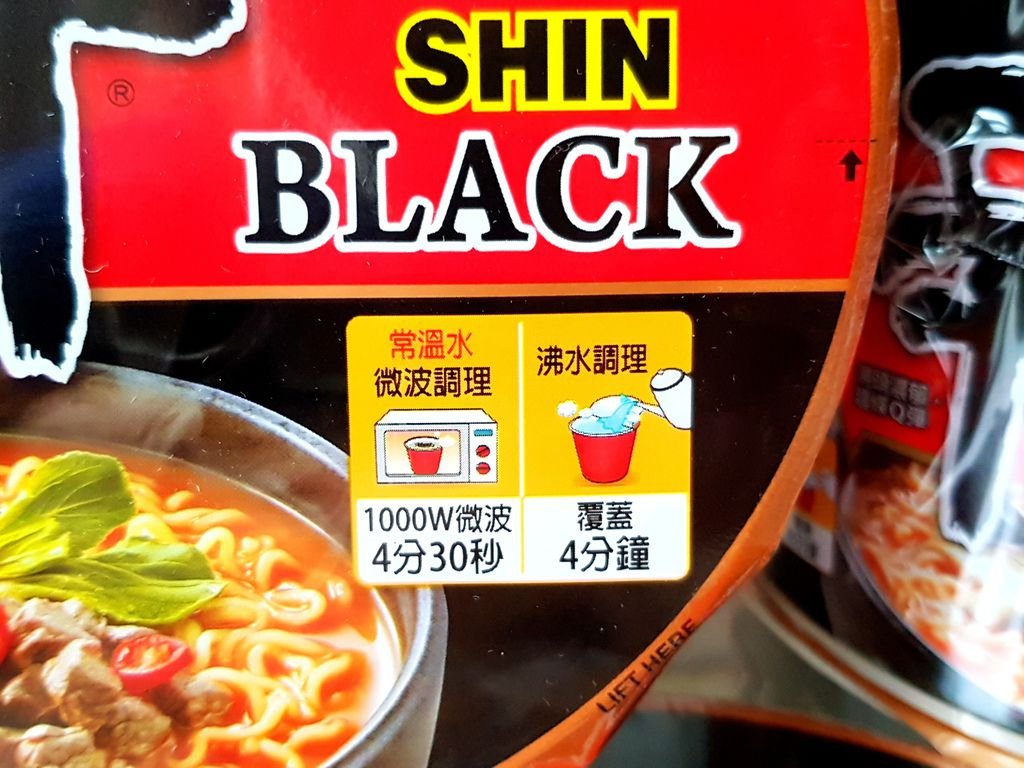 SHIN
®
BLACK
常溫水
微波調理
沸水調理
1000W微波
4分30秒
覆蓋
4分鐘
LIFT HERE